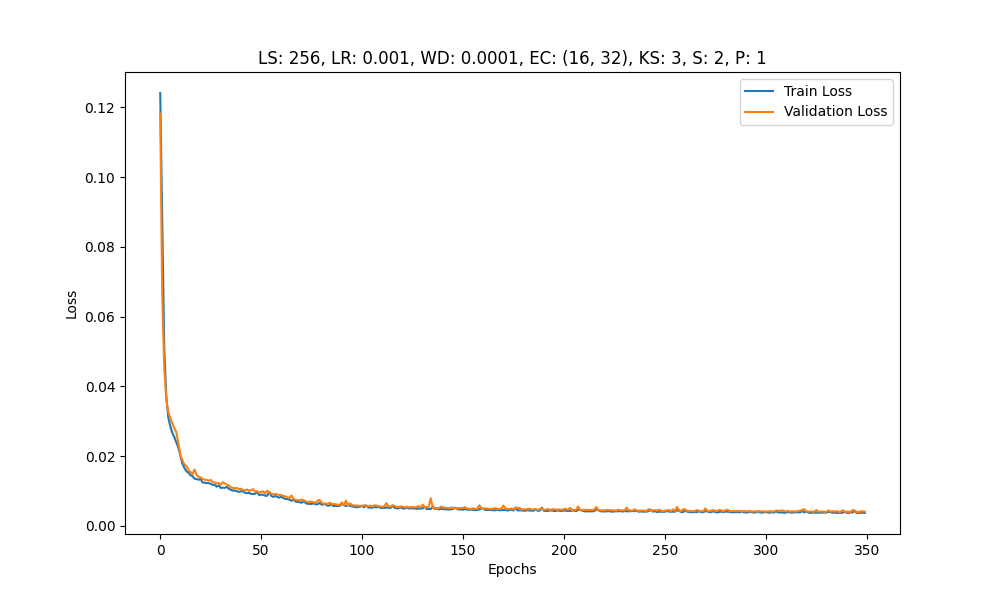 LS: 256, LR: 0.001, WD: 0.0001, EC: (16, 32), KS: 3, S: 2, P: 1
Train Loss
Validation Loss
0.12
0.10
0.08
0.06
0.04
0.02
0.00
Loss
0 50 100 150 200 250 300 350
Epochs